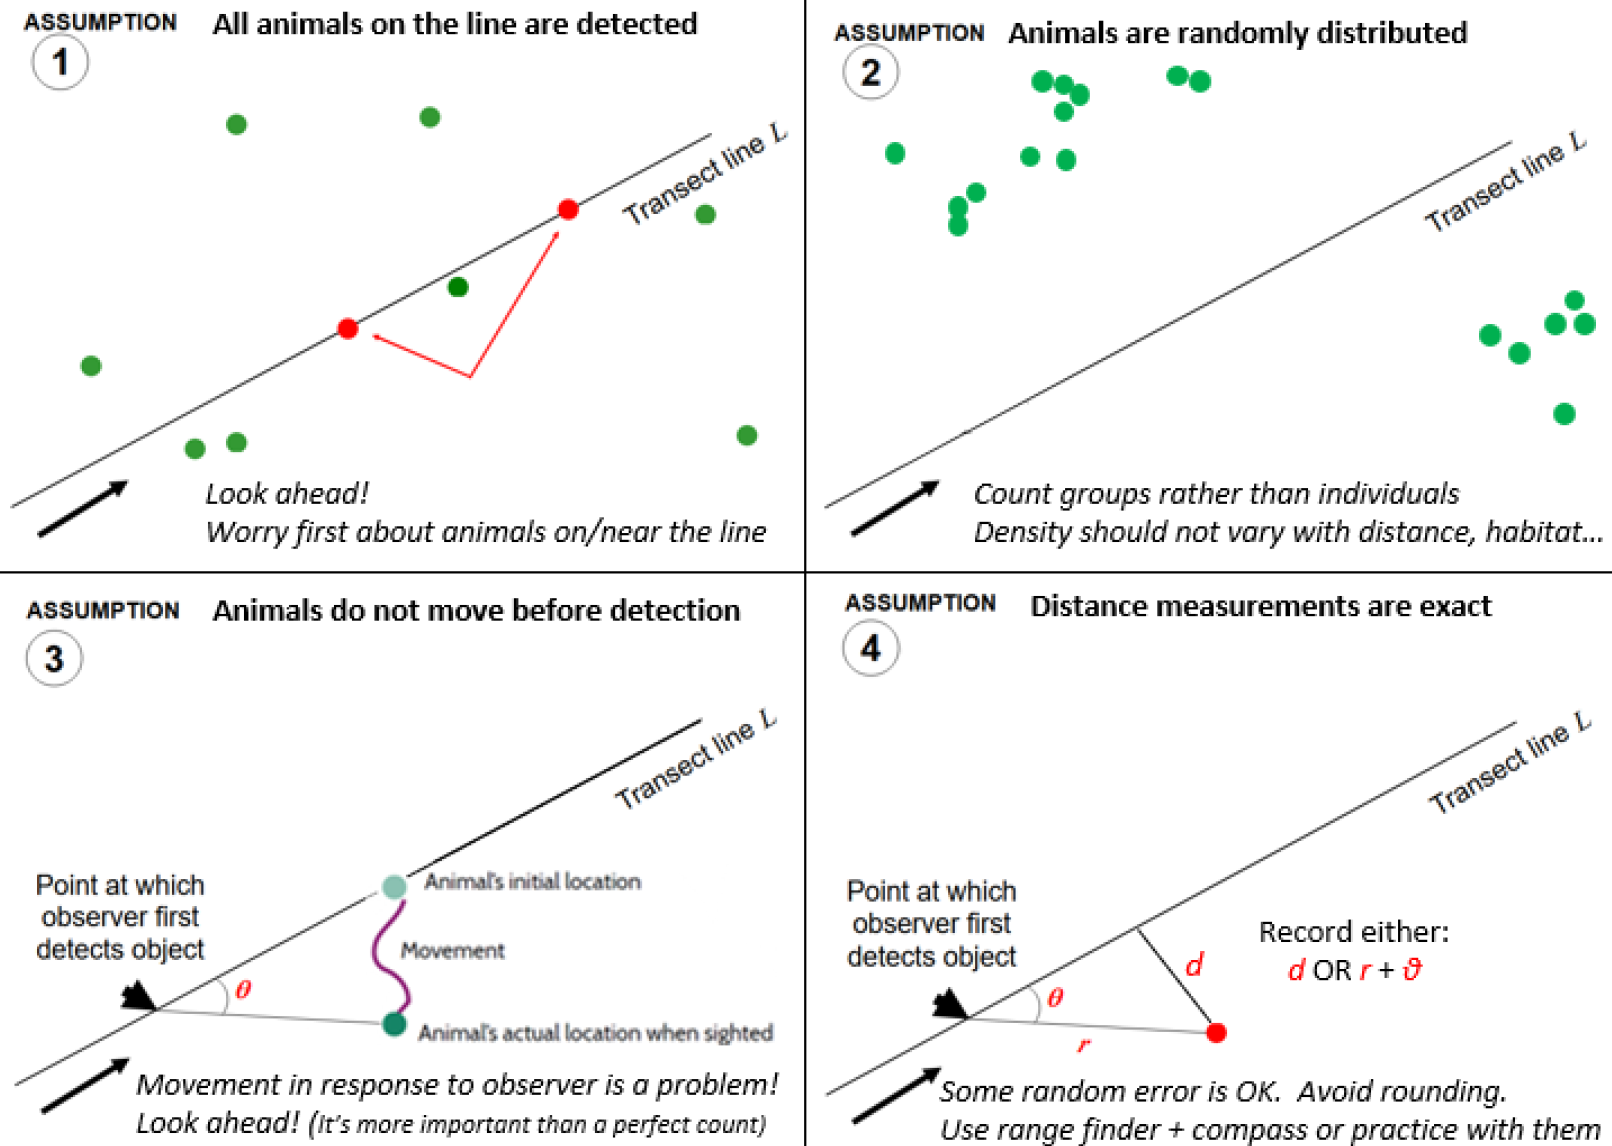 ASSUMPTION
1
All animals on the line are detected
Transect line L
Look ahead!
Worry first about animals on/near the line
ASSUMPTION
2
Animals are randomly distributed
Transect line L
Count groups rather than individuals
Density should not vary with distance, habitat...
ASSUMPTION
3
Animals do not move before detection
Transect line L
Point at which
observer first
detects object
θ
Animal's initial location
Movement
Animal's actual location when sighted
Movement in response to observer is a problem!
Look ahead! (It's more important than a perfect count)
ASSUMPTION
4
Distance measurements are exact
Transect line L
Point at which
observer first
detects object
θ
r
d
Record either:
d OR r + ϑ
Some random error is OK. Avoid rounding.
Use range finder + compass or practice with them